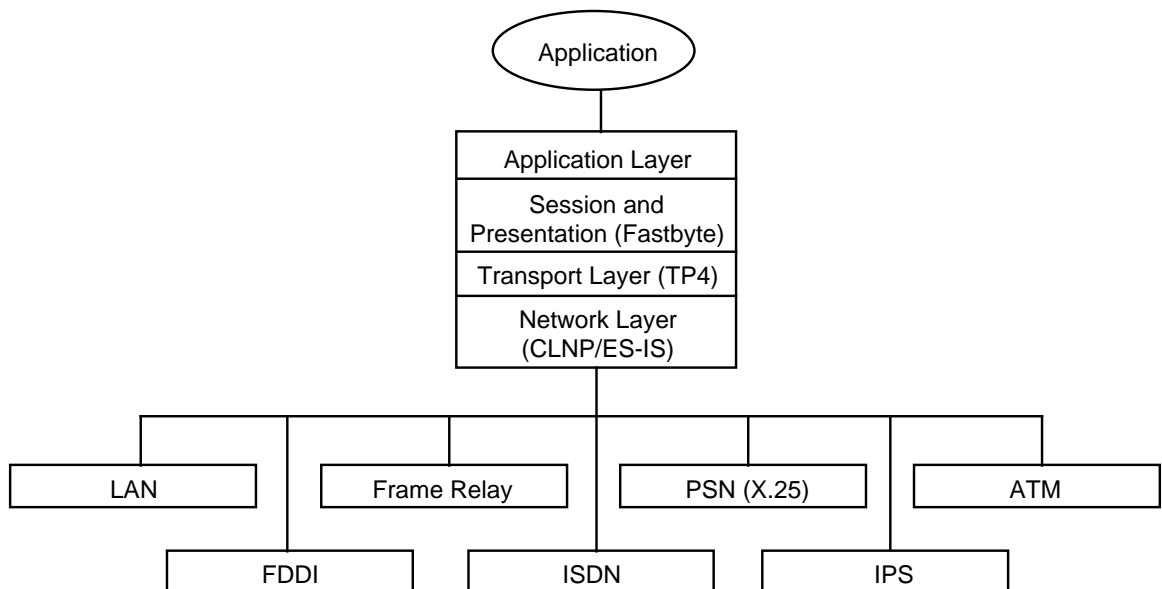 Application
Application Layer
Session and
Presentation (Fastbyte)
Transport Layer (TP4)
Network Layer
(CLNP/ES-IS)
LAN
Frame Relay
PSN (X.25)
ATM
FDDI
ISDN
IPS